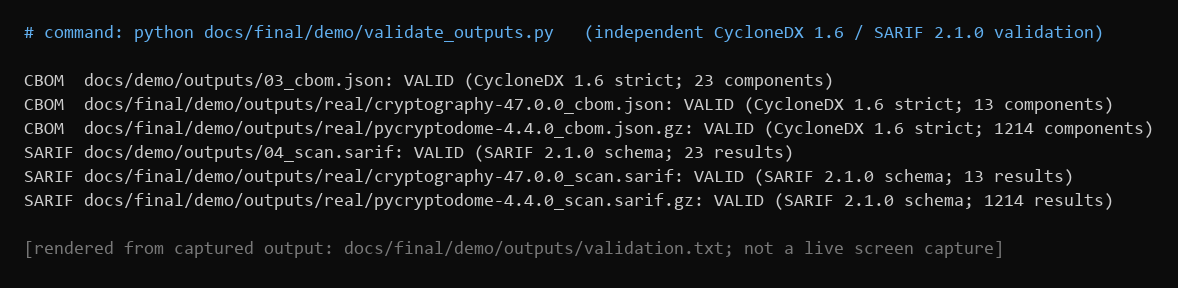 # command: python docs/final/demo/validate_outputs.py   (independent CycloneDX 1.6 / SARIF 2.1.0 validation)
CBOM  docs/demo/outputs/03_cbom.json: VALID (CycloneDX 1.6 strict; 23 components)
CBOM  docs/final/demo/outputs/real/cryptography-47.0.0_cbom.json: VALID (CycloneDX 1.6 strict; 13 components)
CBOM  docs/final/demo/outputs/real/pycryptodome-4.4.0_cbom.json.gz: VALID (CycloneDX 1.6 strict; 1214 components)
SARIF docs/demo/outputs/04_scan.sarif: VALID (SARIF 2.1.0 schema; 23 results)
SARIF docs/final/demo/outputs/real/cryptography-47.0.0_scan.sarif: VALID (SARIF 2.1.0 schema; 13 results)
SARIF docs/final/demo/outputs/real/pycryptodome-4.4.0_scan.sarif.gz: VALID (SARIF 2.1.0 schema; 1214 results)
[rendered from captured output: docs/final/demo/outputs/validation.txt; not a live screen capture]